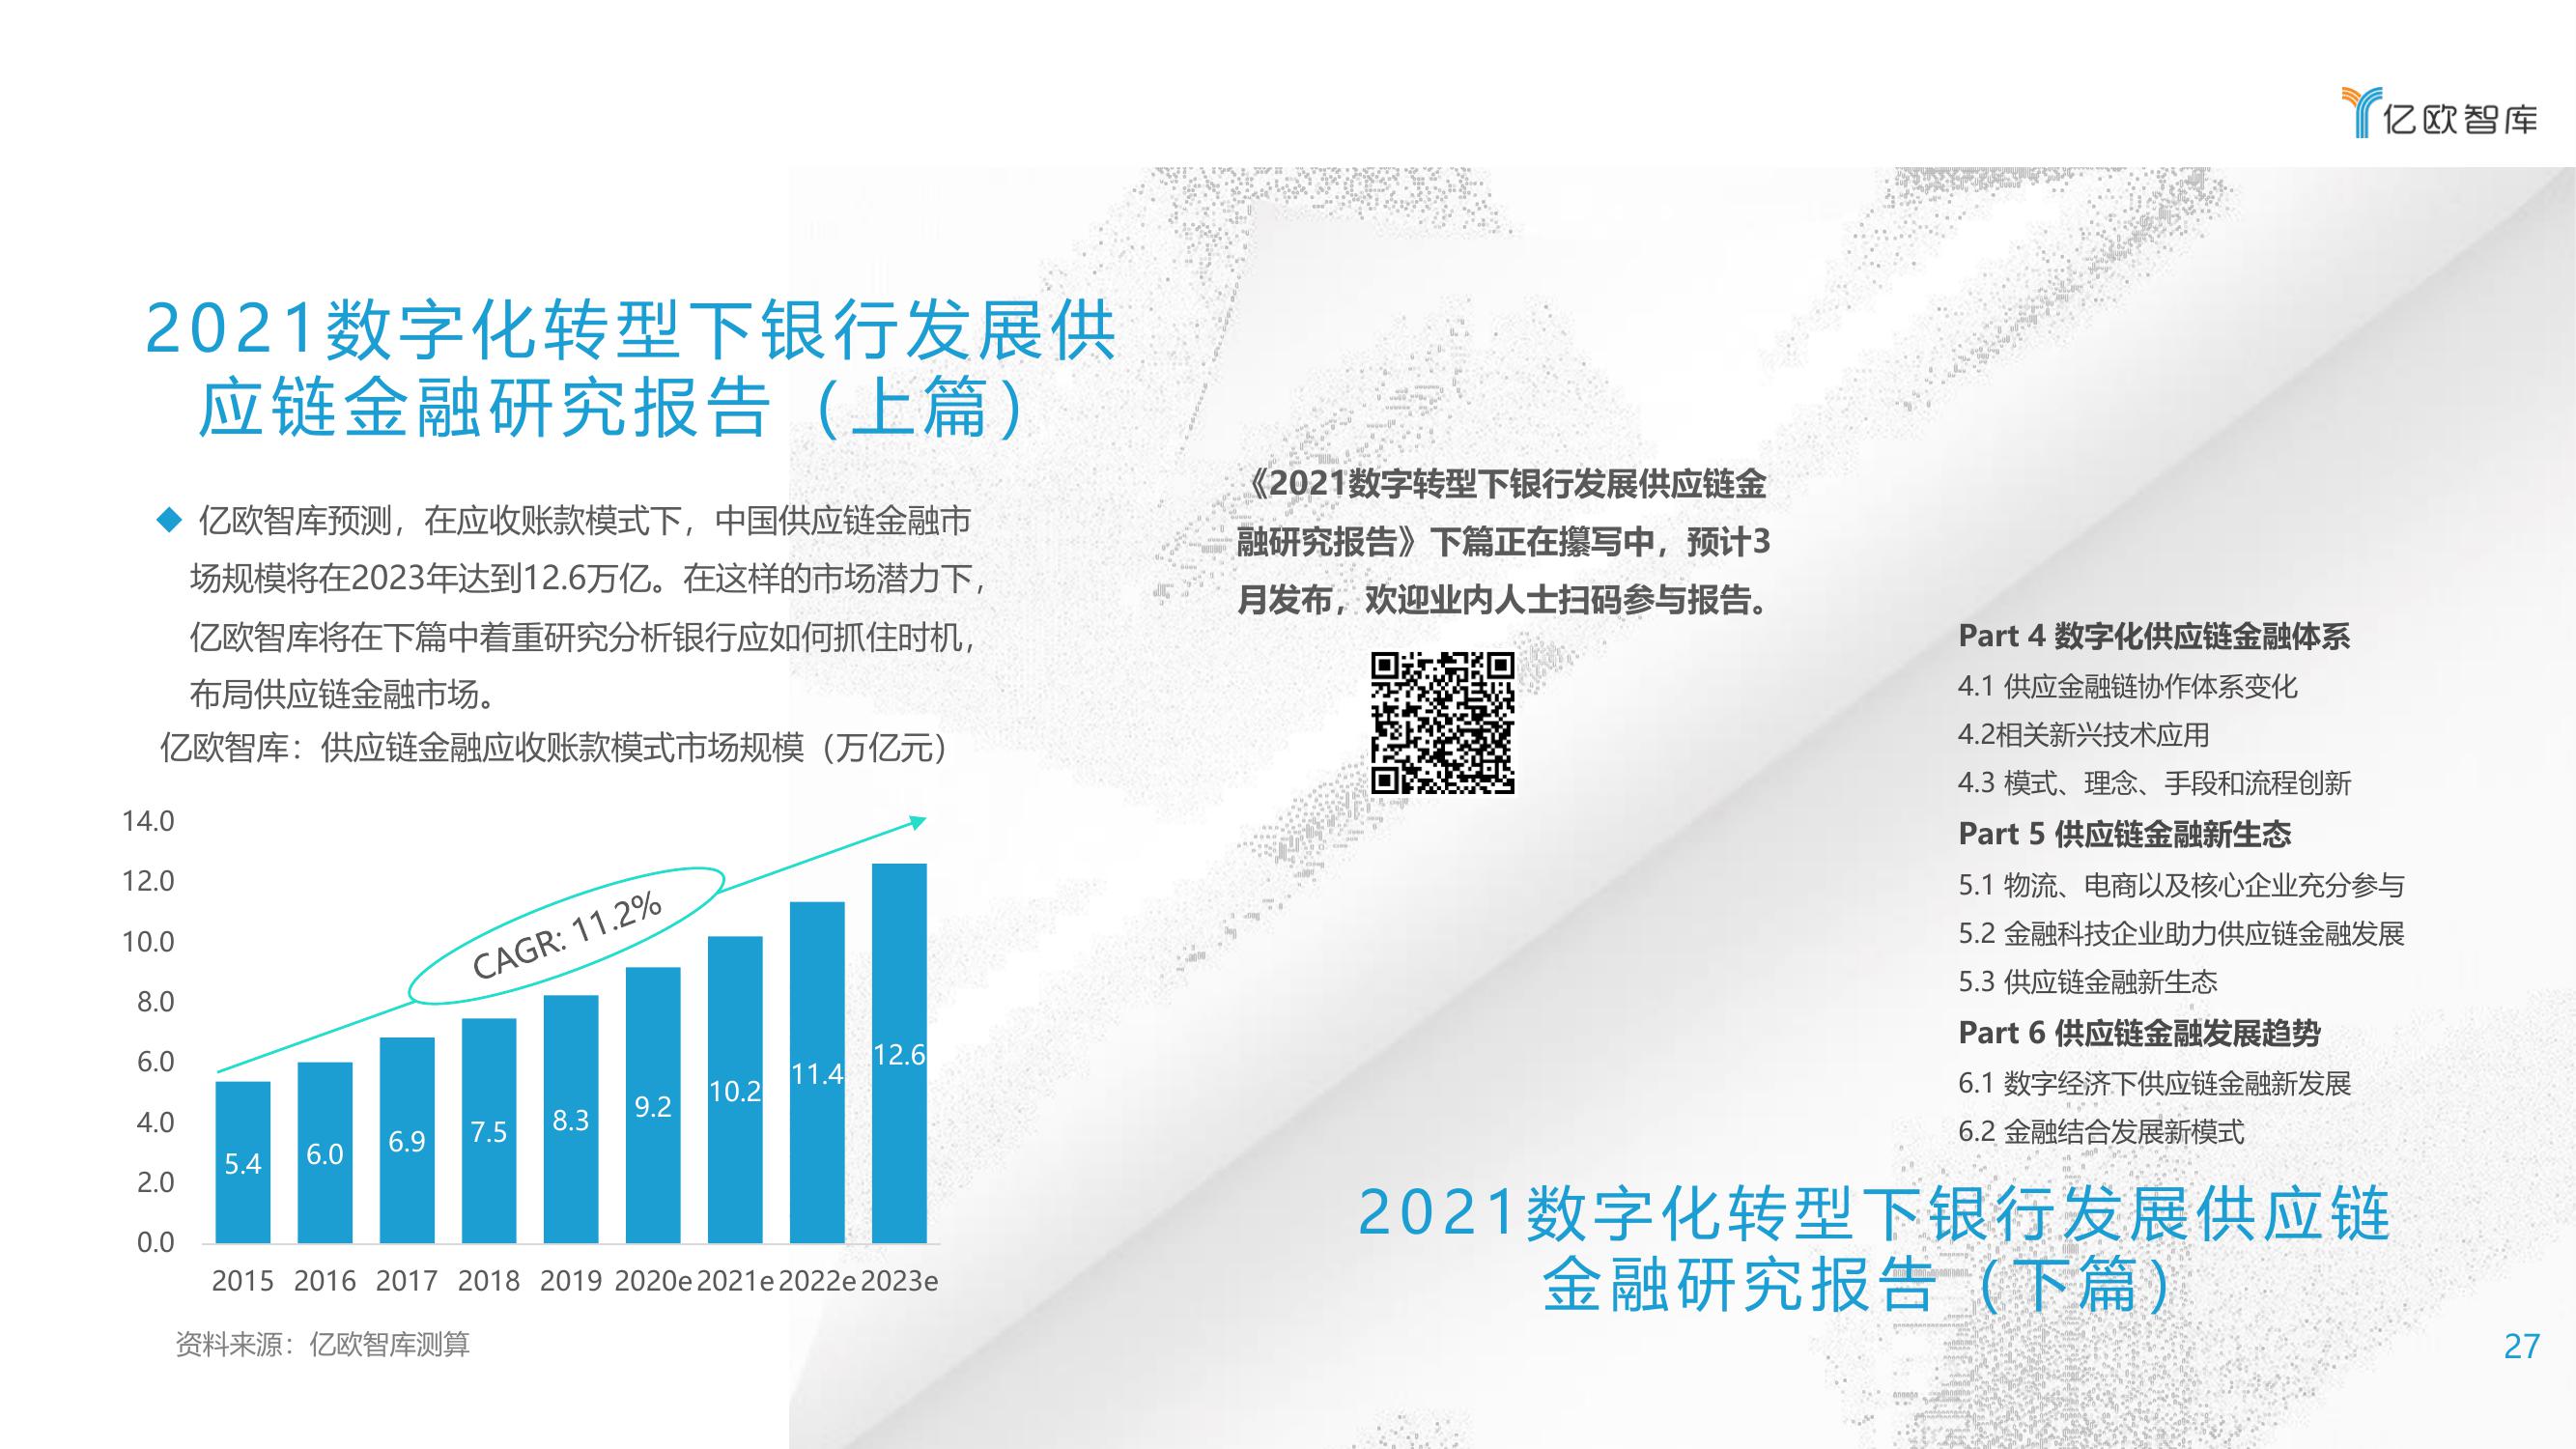 亿欧智库
2021数字化转型下银行发展供
应链金融研究报告（上篇）
亿欧智库预测，在应收账款模式下，中国供应链金融市
场规模将在2023年达到12.6万亿。在这样的市场潜力下，
亿欧智库将在下篇中着重研究分析银行应如何抓住时机，
布局供应链金融市场。
亿欧智库：供应链金融应收账款模式市场规模（万亿元）
14.0
12.0
10.0
8.0
6.0
4.0
2.0
0.0
CAGR: 11.2%
5.4
6.0
6.9
7.5
8.3
9.2
10.2
11.4
12.6
2015 2016 2017 2018 2019 2020e 2021e 2022e 2023e
资料来源：亿欧智库测算
《2021数字转型下银行发展供应链金
融研究报告》下篇正在攥写中，预计3
月发布，欢迎业内人士扫码参与报告。
Part 4 数字化供应链金融体系
4.1 供应金融链协作体系变化
4.2相关新兴技术应用
4.3 模式、理念、手段和流程创新
Part 5 供应链金融新生态
5.1 物流、电商以及核心企业充分参与
5.2 金融科技企业助力供应链金融发展
5.3 供应链金融新生态
Part 6 供应链金融发展趋势
6.1 数字经济下供应链金融新发展
6.2 金融结合发展新模式
2021数字化转型下银行发展供应链
金融研究报告（下篇）
27